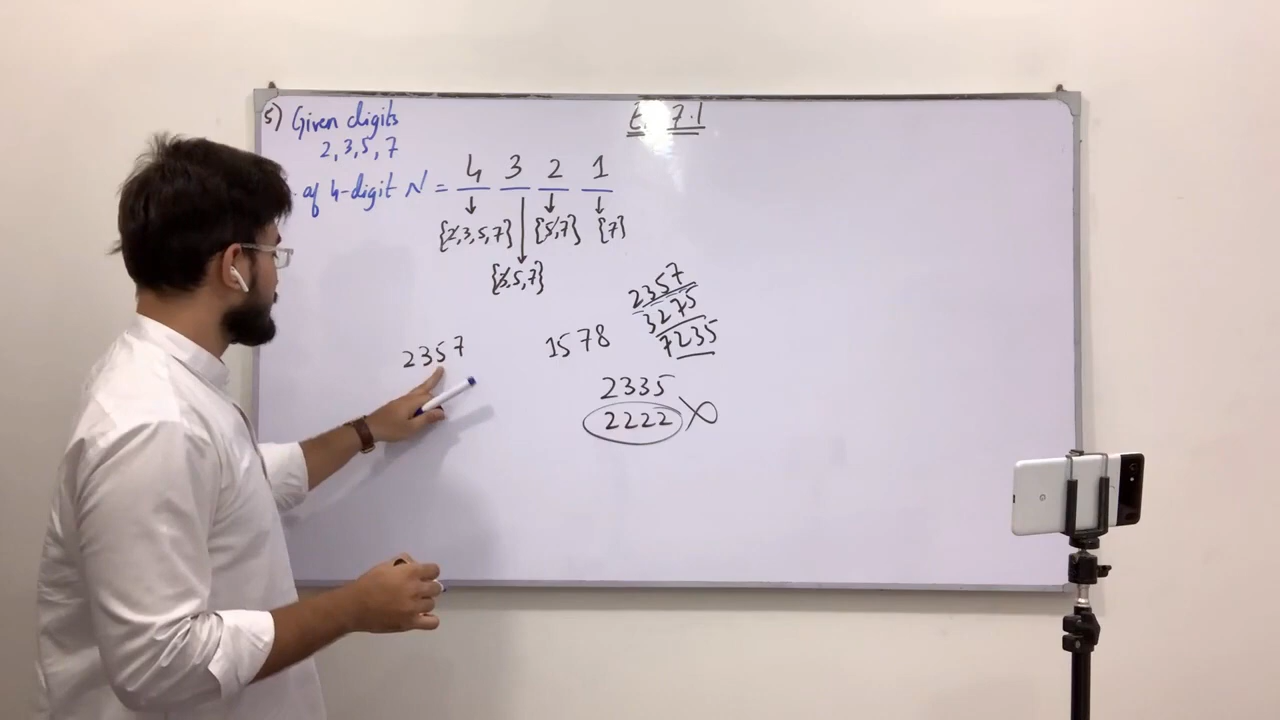 5) Given digits
2, 3, 5, 7
of 4-digit N = 4 3 2 1
{2,3,5,7} {5,7} {7}
{3,5,7}
Ex 7.1
2357
3275
7235
2357
1578
2335
2222